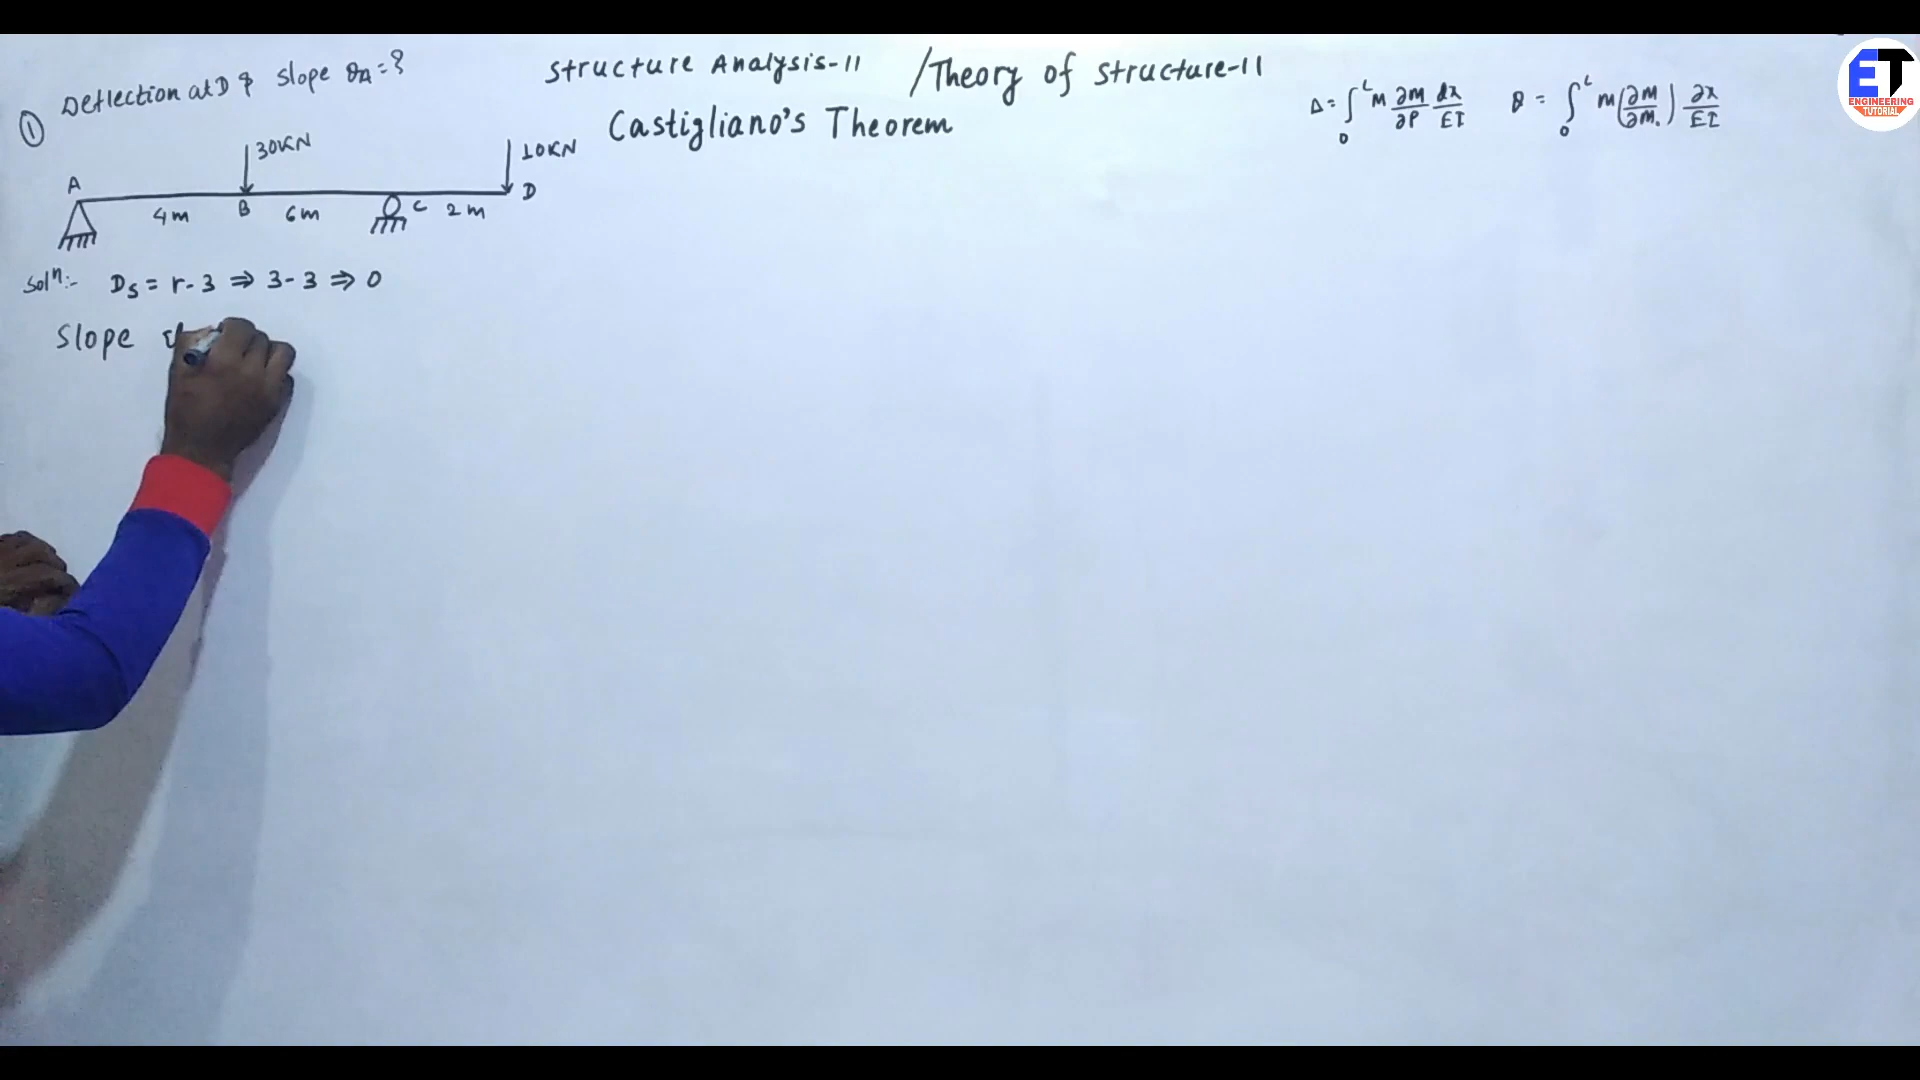 Structure Analysis-II / Theory of Structure-II
Castigliano's Theorem
① Deflection at D & Slope θA = ?
30KN
10KN
A
B
C
D
4m
6m
2m
Δ = ∫₀ᴸ M ∂M/∂P dx/EI
θ = ∫₀ᴸ M (∂M/∂M,) ∂x/EI
Solⁿ:- Ds = r-3 ⇒ 3-3 ⇒ 0
Slope
ET
ENGINEERING
TUTORIAL